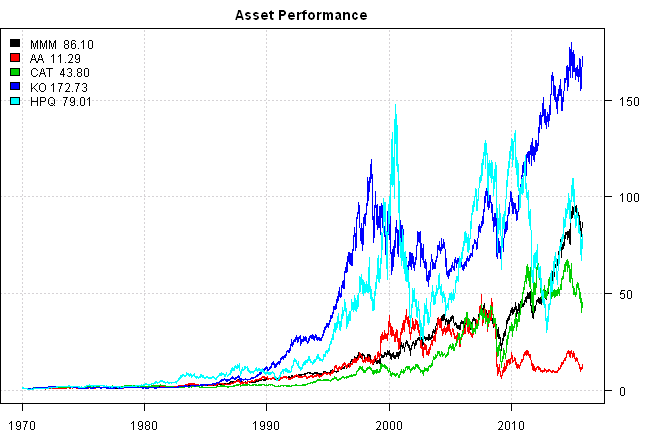 Asset Performance
MMM 86.10
AA 11.29
CAT 43.80
KO 172.73
HPQ 79.01
150
100
50
0
1970 1980 1990 2000 2010